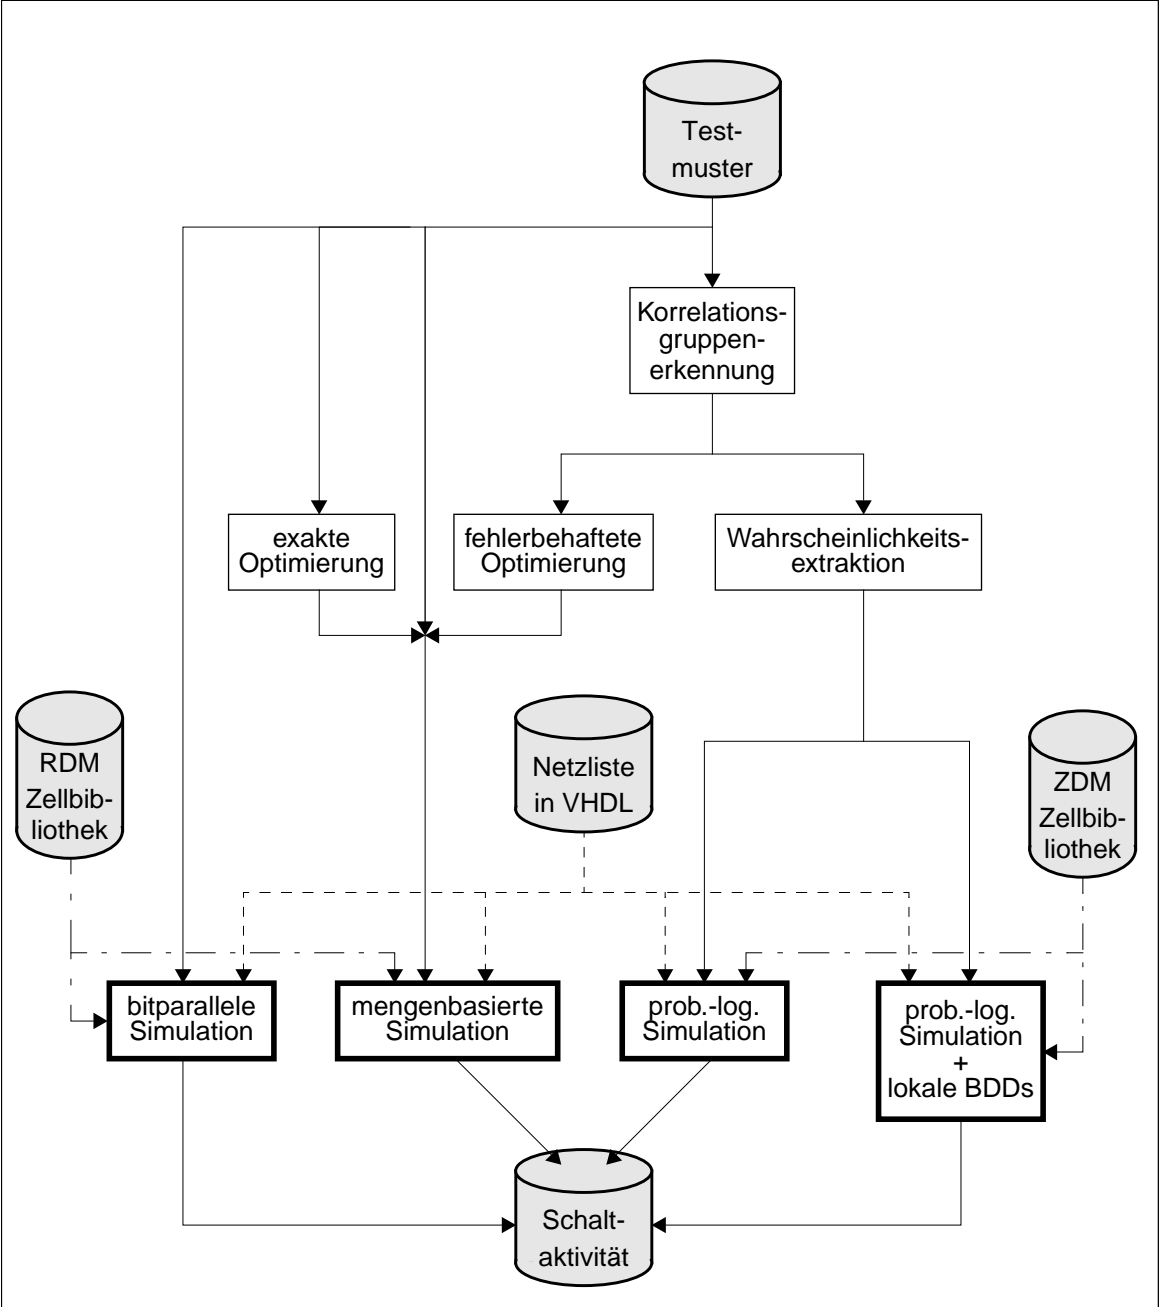 Test-
muster
Korrelations-
gruppen-
erkennung
exakte
Optimierung
fehlerbehaftete
Optimierung
Wahrscheinlichkeits-
extraktion
RDM
Zellbib-
liothek
Netzliste
in VHDL
ZDM
Zellbib-
liothek
bitparallele
Simulation
mengenbasierte
Simulation
prob.-log.
Simulation
prob.-log.
Simulation
+
lokale BDDs
Schalt-
aktivität